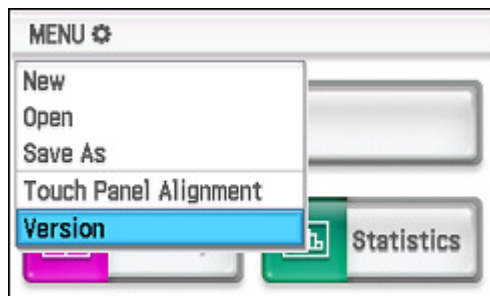 MENU
New
Open
Save As
Touch Panel Alignment
Version
Statistics